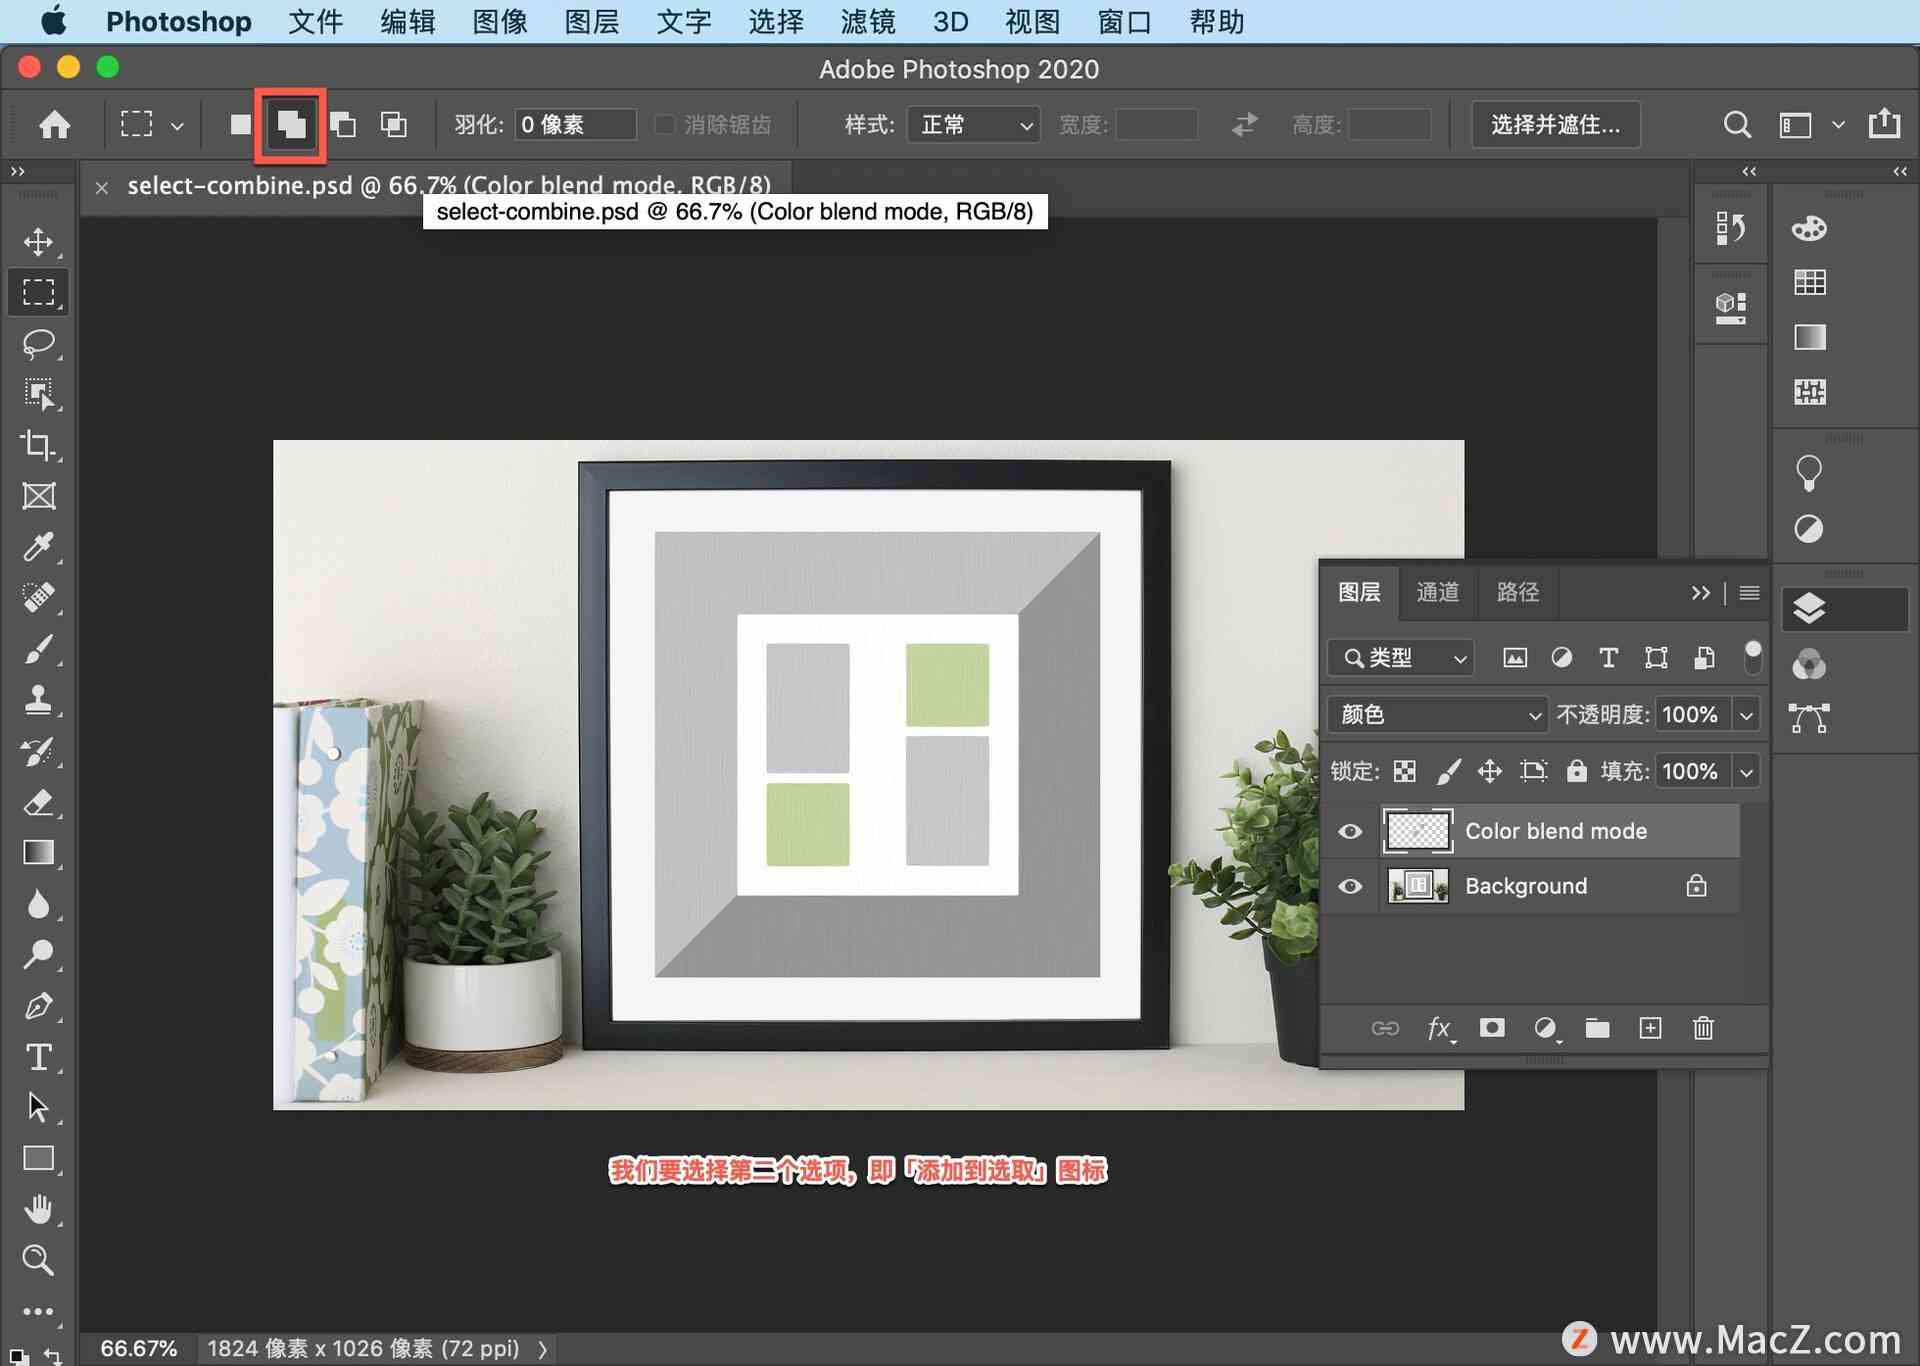 Photoshop 文件 编辑 图像 图层 文字 选择 滤镜 3D 视图 窗口 帮助
Adobe Photoshop 2020
羽化: 0 像素 消除锯齿 样式: 正常 宽度: 高度: 选择并遮住...
select-combine.psd @ 66.7% (Color blend mode, RGB/8)
select-combine.psd @ 66.7% (Color blend mode, RGB/8)
图层 通道 路径
类型
颜色 不透明度: 100%
锁定: 填充: 100%
Color blend mode
Background
fx
我们要选择第二个选项，即「添加到选取」图标
66.67% 1824 像素 x 1026 像素 (72 ppi)
Z www.MacZ.com